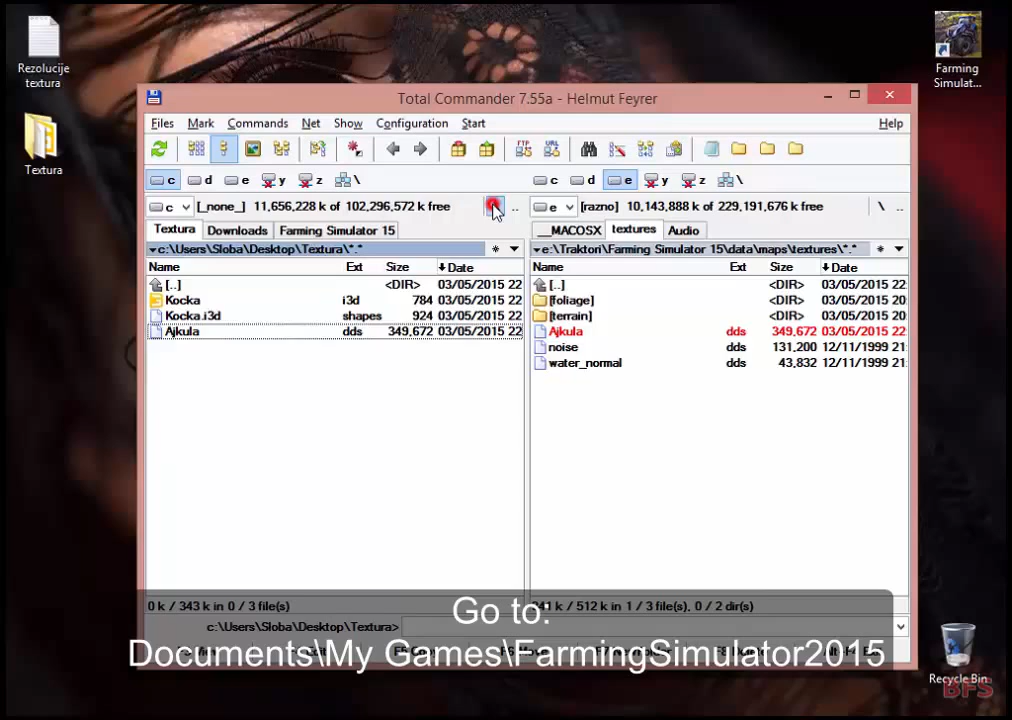 Rezolucije
textura
Textura
Farming
Simulat...
Total Commander 7.55a - Helmut Feyrer
Files Mark Commands Net Show Configuration Start Help
FTP URL
c d e y z \ c d e y z \
c [_none_] 11,656,228 k of 102,296,572 k free .. e [razno] 10,143,888 k of 229,191,676 k free \ ..
Textura Downloads Farming Simulator 15 __MACOSX textures Audio
c:\Users\Sloba\Desktop\Textura\*.* * e:\Traktori\Farming Simulator 15\data\maps\textures\*.* *
Name Ext Size Date Name Ext Size Date
[..] <DIR> 03/05/2015 22 [..] <DIR> 03/05/2015 22:
Kocka i3d 784 03/05/2015 22 [foliage] <DIR> 03/05/2015 20:
Kocka.i3d shapes 924 03/05/2015 22 [terrain] <DIR> 03/05/2015 20:
Ajkula dds 349,672 03/05/2015 22 Ajkula dds 349,672 03/05/2015 22:
noise dds 131,200 12/11/1999 21:
water_normal dds 43,832 12/11/1999 21:
0 k / 343 k in 0 / 3 file(s) k / 512 k in 1 / 3 file(s), 0 / 2 dir(s)
c:\Users\Sloba\Desktop\Textura>
Go to:
Documents\My Games\FarmingSimulator2015
Recycle Bin
BFS